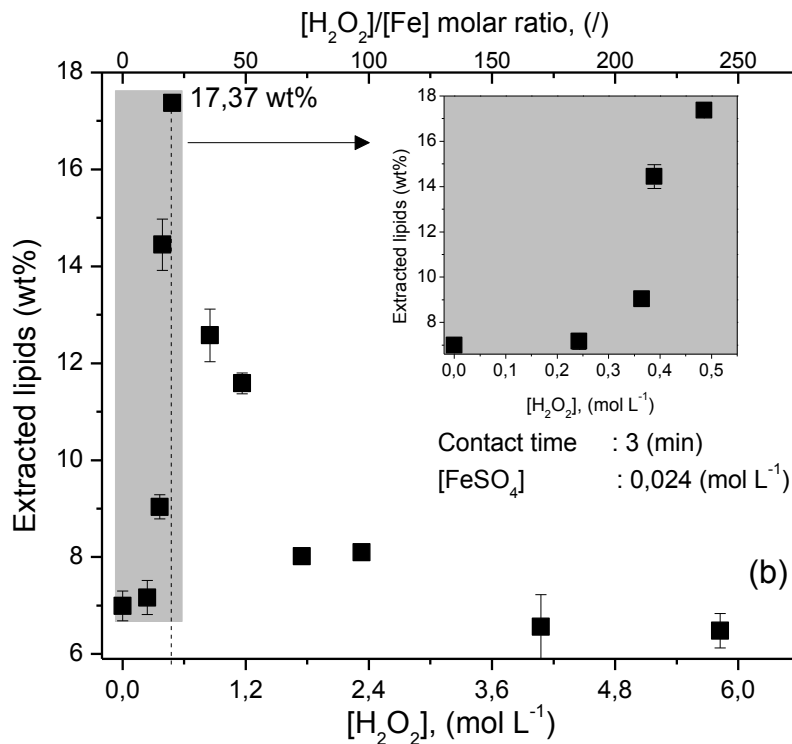 [H₂O₂]/[Fe] molar ratio, (/)
0 50 100 150 200 250
18
16
14
12
10
8
6
Extracted lipids (wt%)
17,37 wt%
18
16
14
12
10
8
Extracted lipids (wt%)
0,0 0,1 0,2 0,3 0,4 0,5
[H₂O₂], (mol L⁻¹)
Contact time : 3 (min)
[FeSO₄] : 0,024 (mol L⁻¹)
(b)
0,0 1,2 2,4 3,6 4,8 6,0
[H₂O₂], (mol L⁻¹)